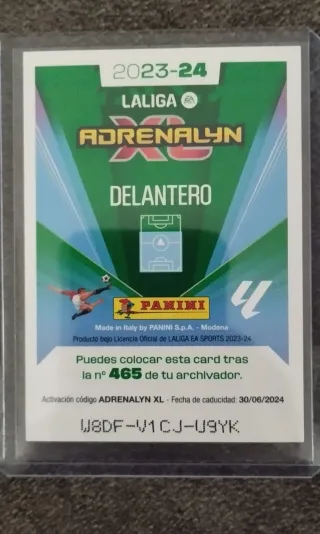 2023-24
LALIGA EA SPORTS
ADRENALYN
XL
DELANTERO
PANINI
Made in Italy by PANINI S.p.A. - Modena
Producto bajo Licencia Oficial de LALIGA EA SPORTS 2023-24
Puedes colocar esta card tras
la nº 465 de tu archivador.
Activación código ADRENALYN XL - Fecha de caducidad: 30/06/2024
W8DF-V1CJ-U9YK